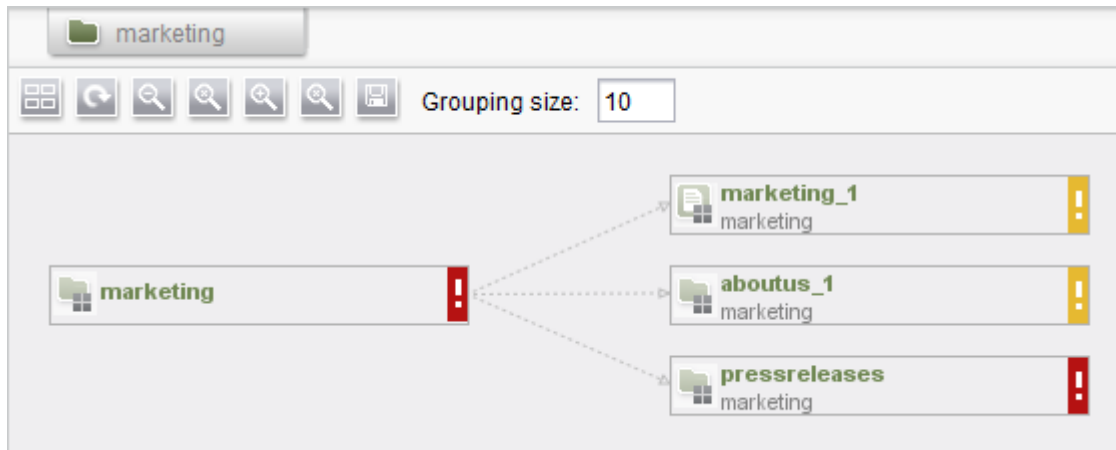 marketing
Grouping size: 10
marketing_1
marketing
marketing
aboutus_1
marketing
pressreleases
marketing